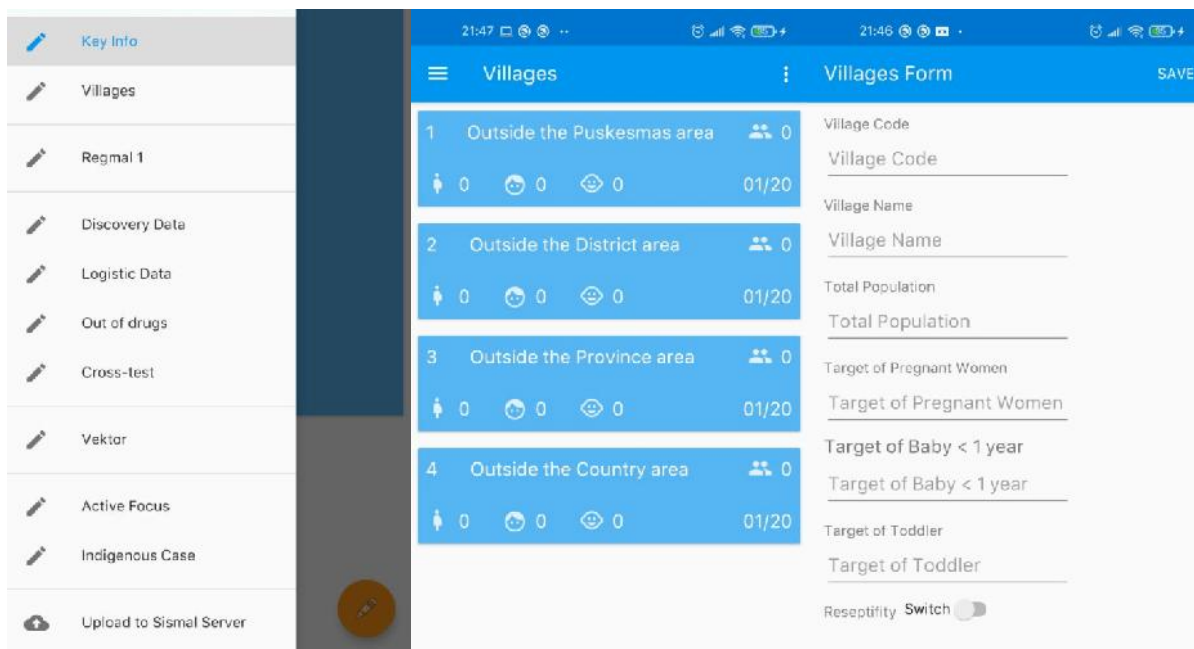 Key Info
Villages
Regmal 1
Discovery Data
Logistic Data
Out of drugs
Cross-test
Vektor
Active Focus
Indigenous Case
Upload to Sismal Server
21:47
Villages
1 Outside the Puskesmas area 0
0 0 0 01/20
2 Outside the District area 0
0 0 0 01/20
3 Outside the Province area 0
0 0 0 01/20
4 Outside the Country area 0
0 0 0 01/20
21:46
Villages Form SAVE
Village Code
Village Code
Village Name
Village Name
Total Population
Total Population
Target of Pregnant Women
Target of Pregnant Women
Target of Baby < 1 year
Target of Baby < 1 year
Target of Toddler
Target of Toddler
Reseptifity Switch